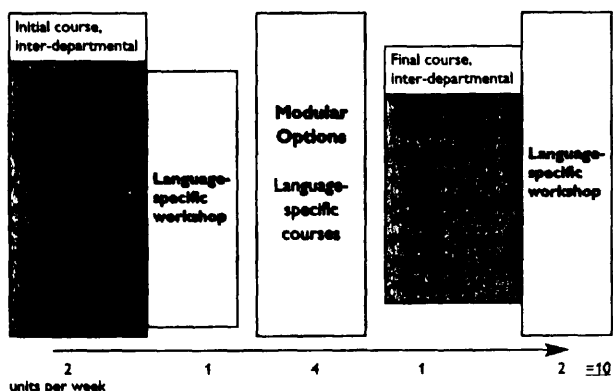 Initial course,
inter-departmental
Language-
specific
workshop
Modular
Options
Language-
specific
courses
Final course,
inter-departmental
Language-
specific
workshop
2 1 4 1 2 =10
units per week